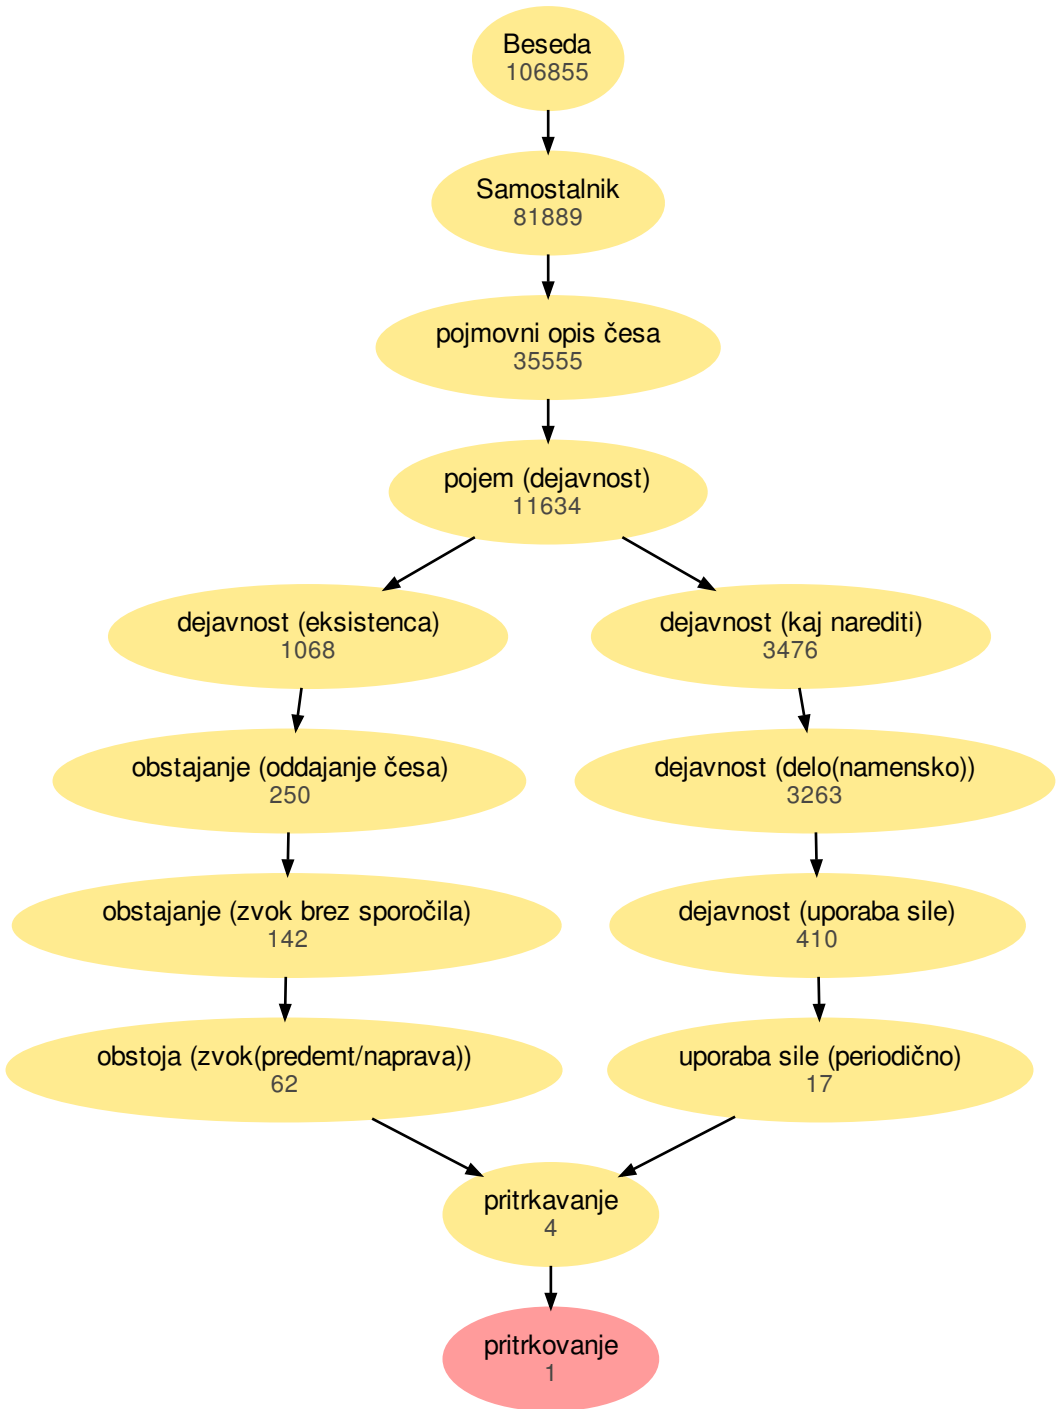 Beseda
106855
Samostalnik
81889
pojmovni opis česa
35555
pojem (dejavnost)
11634
dejavnost (eksistenca)
1068
dejavnost (kaj narediti)
3476
obstajanje (oddajanje česa)
250
dejavnost (delo(namensko))
3263
obstajanje (zvok brez sporočila)
142
dejavnost (uporaba sile)
410
obstoja (zvok(predemt/naprava))
62
uporaba sile (periodično)
17
pritrkavanje
4
pritrkovanje
1